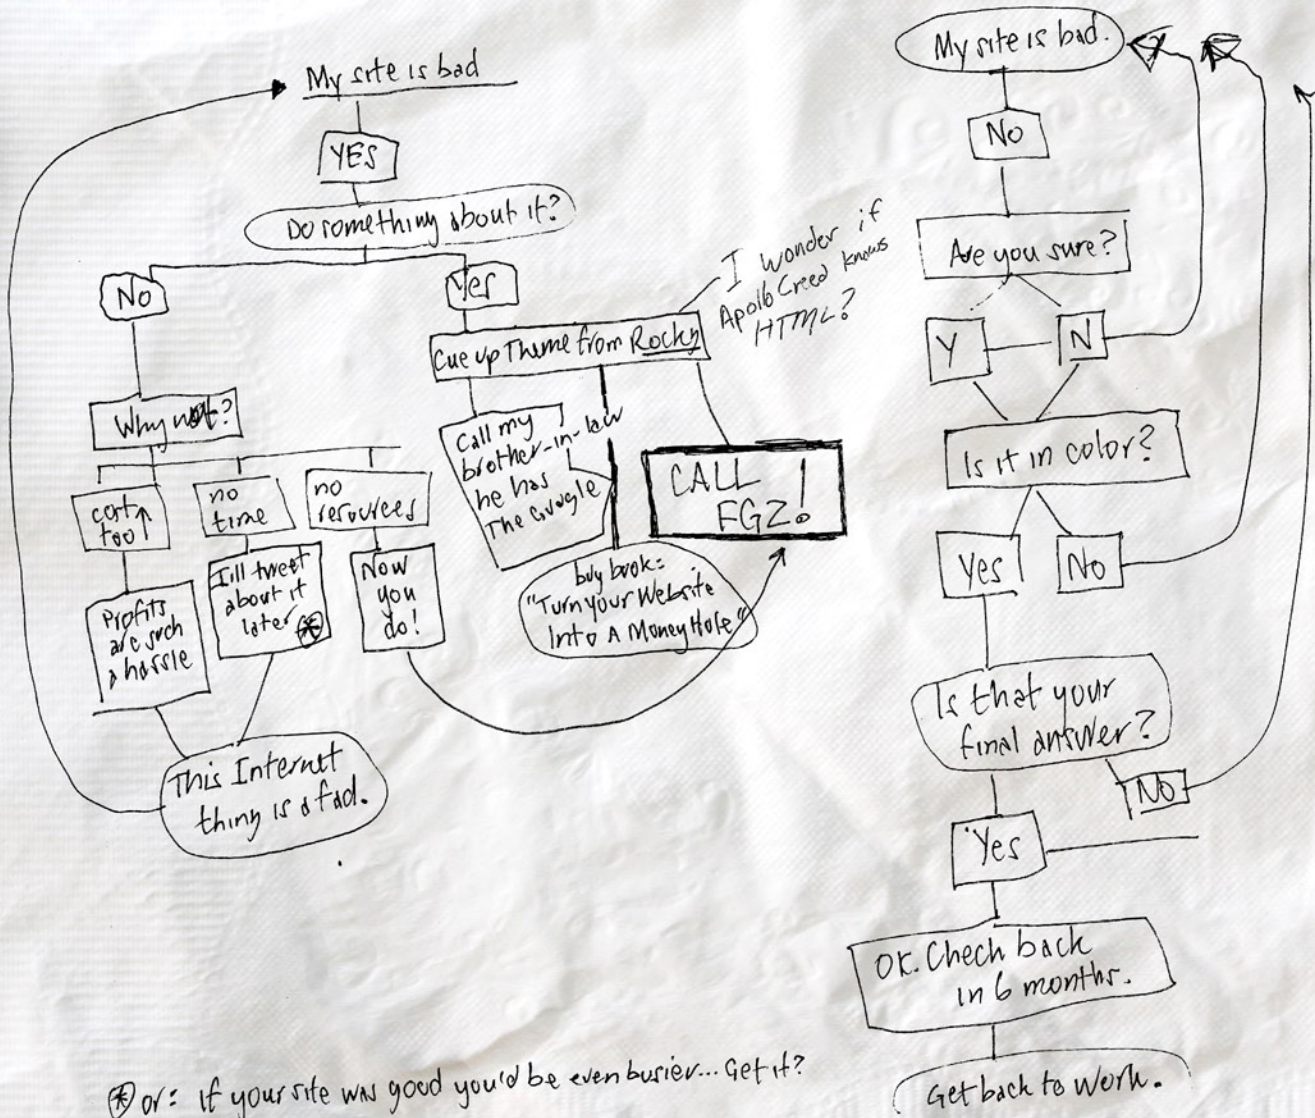 My site is bad
YES
Do something about it?
No
Yes
Cue up Theme from Rocky
I wonder if
Apollo Creed knows
HTML?
Why not?
cost
too
no
time
no
resources
Profits
are such
a hassle
I'll tweet
about it
later *
Now
you
do!
This Internet
thing is a fad.
Call my
brother-in-law
he has
The Google
buy book:
"Turn your Website
Into A Money Hole"
CALL
FGZ!
My site is bad.
No
Are you sure?
Y
N
Is it in color?
Yes
No
Is that your
final answer?
No
Yes
OK. Chech back
in 6 months.
Get back to work.
* or: if your site was good you'd be even busier... Get it?